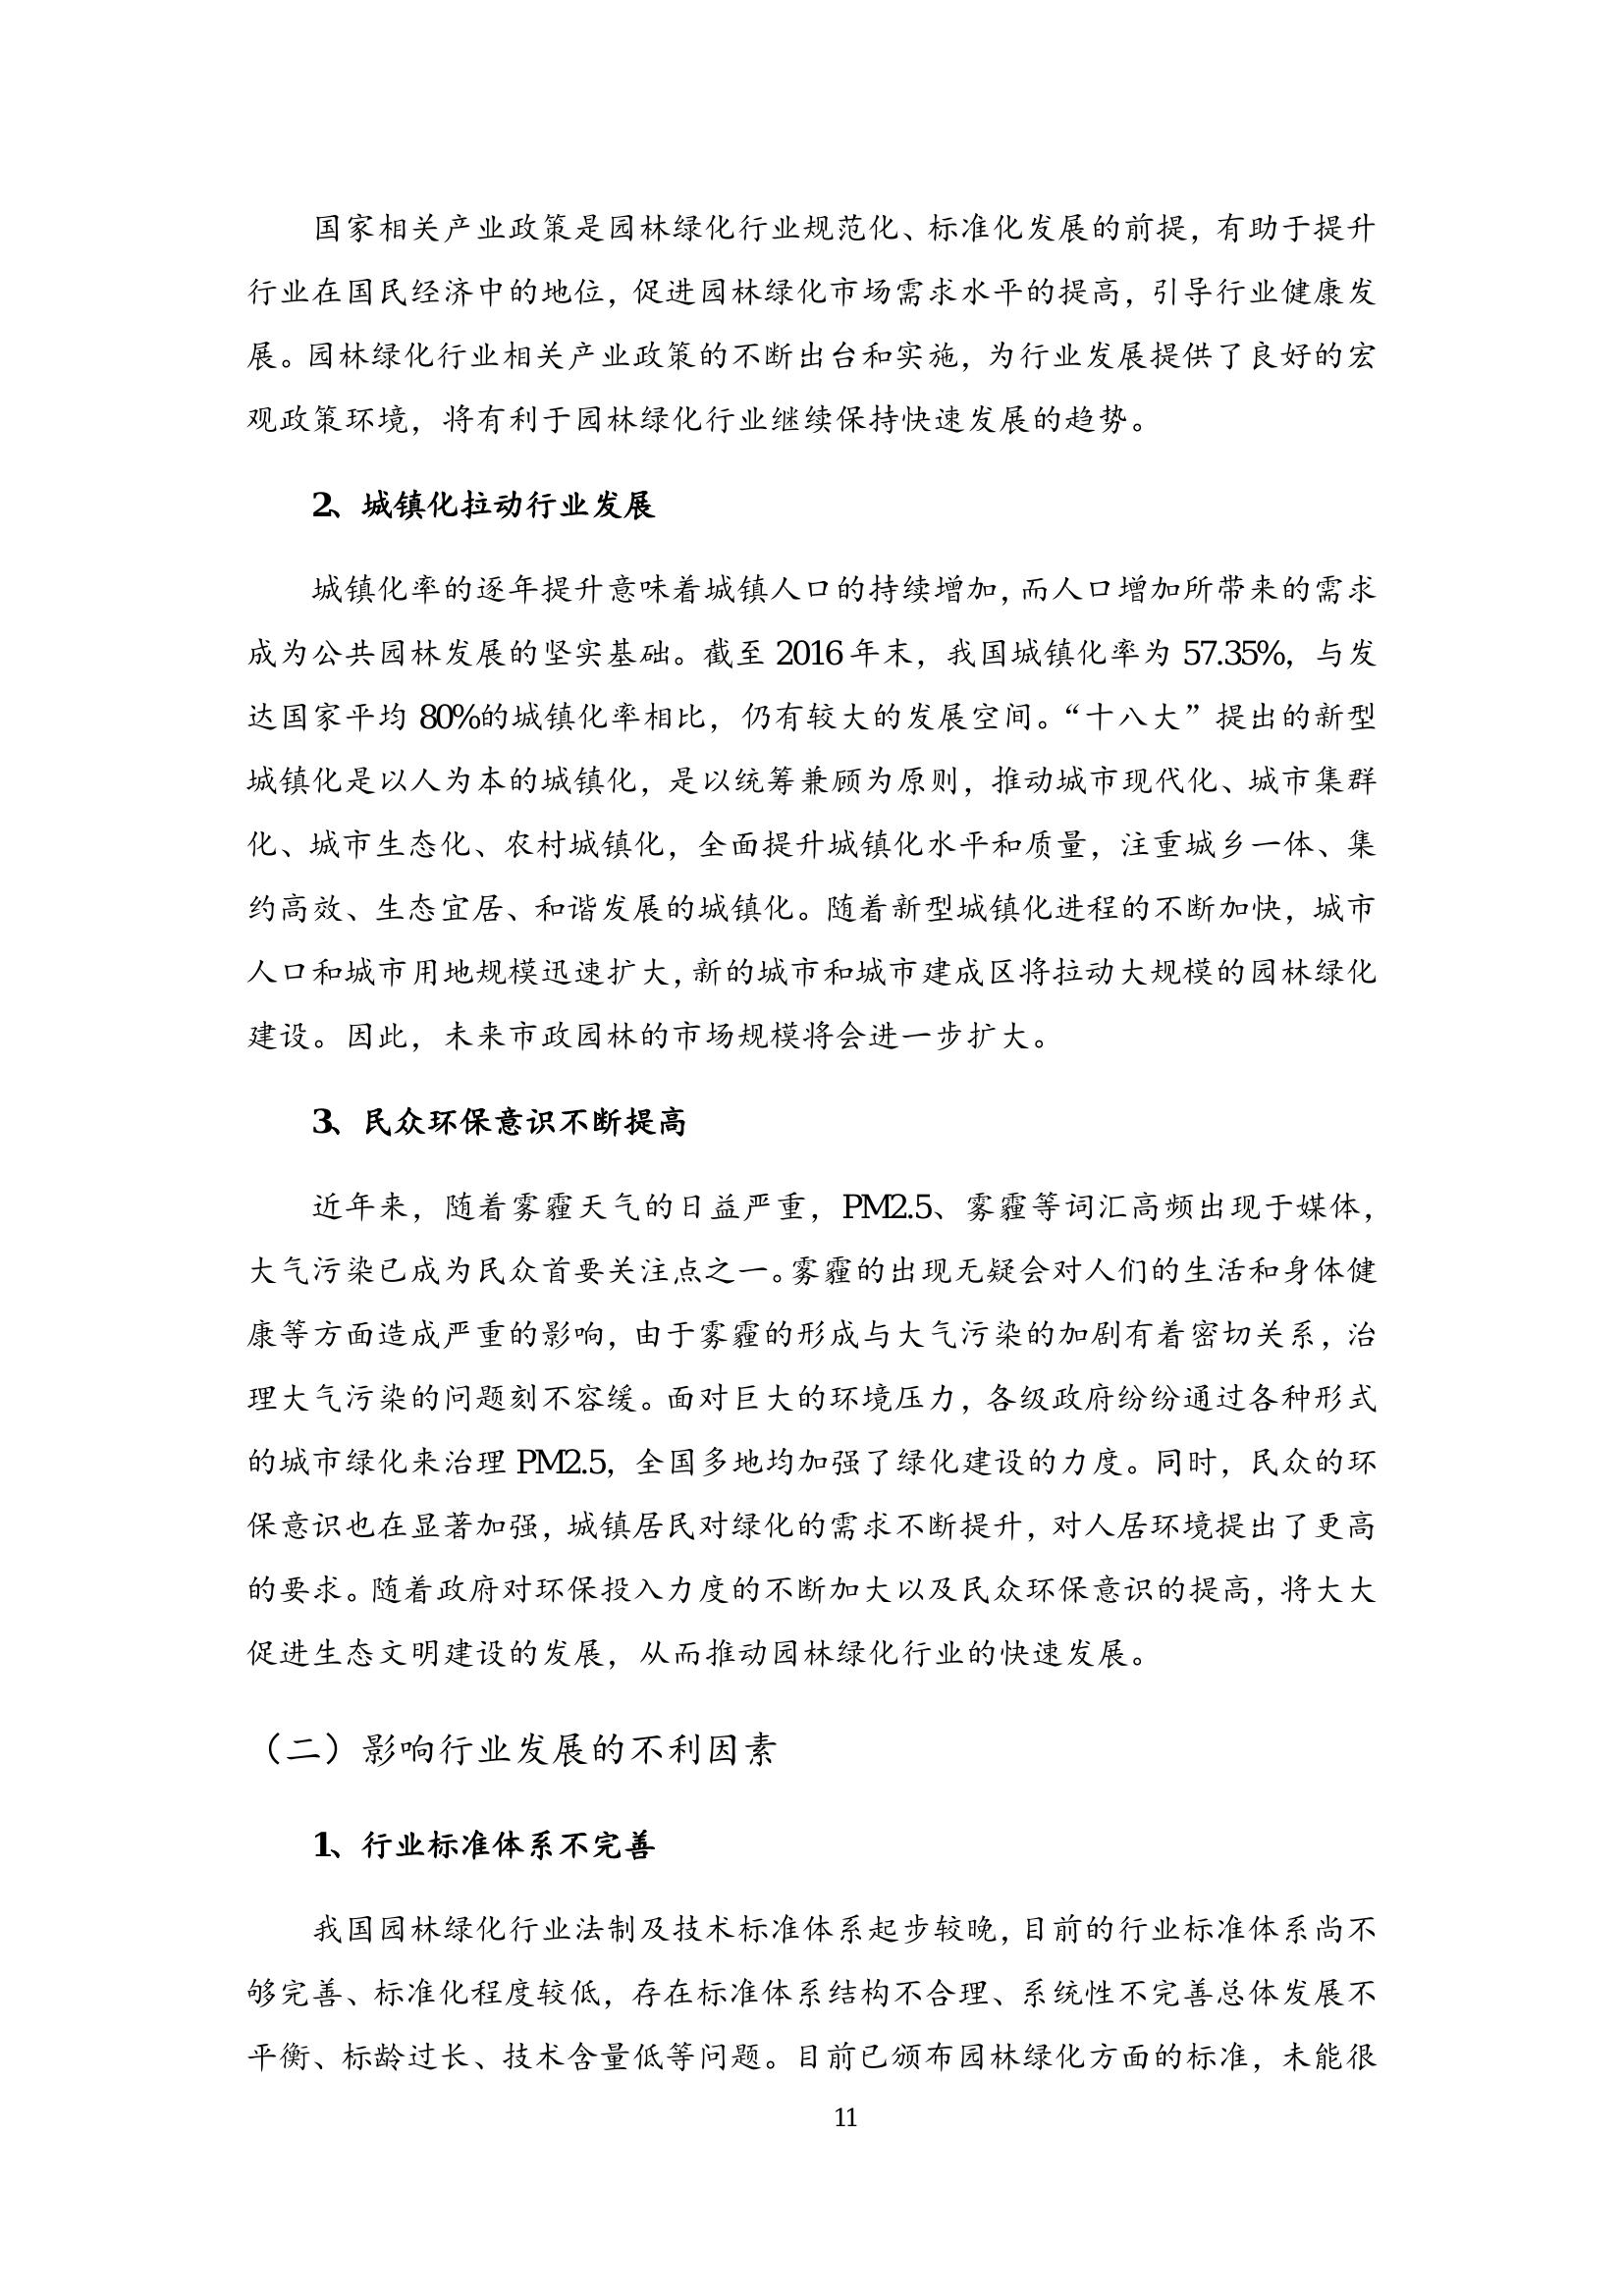 国家相关产业政策是园林绿化行业规范化、标准化发展的前提，有助于提升
行业在国民经济中的地位，促进园林绿化市场需求水平的提高，引导行业健康发
展。园林绿化行业相关产业政策的不断出台和实施，为行业发展提供了良好的宏
观政策环境，将有利于园林绿化行业继续保持快速发展的趋势。
2、城镇化拉动行业发展
城镇化率的逐年提升意味着城镇人口的持续增加，而人口增加所带来的需求
成为公共园林发展的坚实基础。截至 2016 年末，我国城镇化率为 57.35%，与发
达国家平均 80%的城镇化率相比，仍有较大的发展空间。“十八大”提出的新型
城镇化是以人为本的城镇化，是以统筹兼顾为原则，推动城市现代化、城市集群
化、城市生态化、农村城镇化，全面提升城镇化水平和质量，注重城乡一体、集
约高效、生态宜居、和谐发展的城镇化。随着新型城镇化进程的不断加快，城市
人口和城市用地规模迅速扩大，新的城市和城市建成区将拉动大规模的园林绿化
建设。因此，未来市政园林的市场规模将会进一步扩大。
3、民众环保意识不断提高
近年来，随着雾霾天气的日益严重，PM2.5、雾霾等词汇高频出现于媒体，
大气污染已成为民众首要关注点之一。雾霾的出现无疑会对人们的生活和身体健
康等方面造成严重的影响，由于雾霾的形成与大气污染的加剧有着密切关系，治
理大气污染的问题刻不容缓。面对巨大的环境压力，各级政府纷纷通过各种形式
的城市绿化来治理 PM2.5，全国多地均加强了绿化建设的力度。同时，民众的环
保意识也在显著加强，城镇居民对绿化的需求不断提升，对人居环境提出了更高
的要求。随着政府对环保投入力度的不断加大以及民众环保意识的提高，将大大
促进生态文明建设的发展，从而推动园林绿化行业的快速发展。
（二）影响行业发展的不利因素
1、行业标准体系不完善
我国园林绿化行业法制及技术标准体系起步较晚，目前的行业标准体系尚不
够完善、标准化程度较低，存在标准体系结构不合理、系统性不完善总体发展不
平衡、标龄过长、技术含量低等问题。目前已颁布园林绿化方面的标准，未能很
11